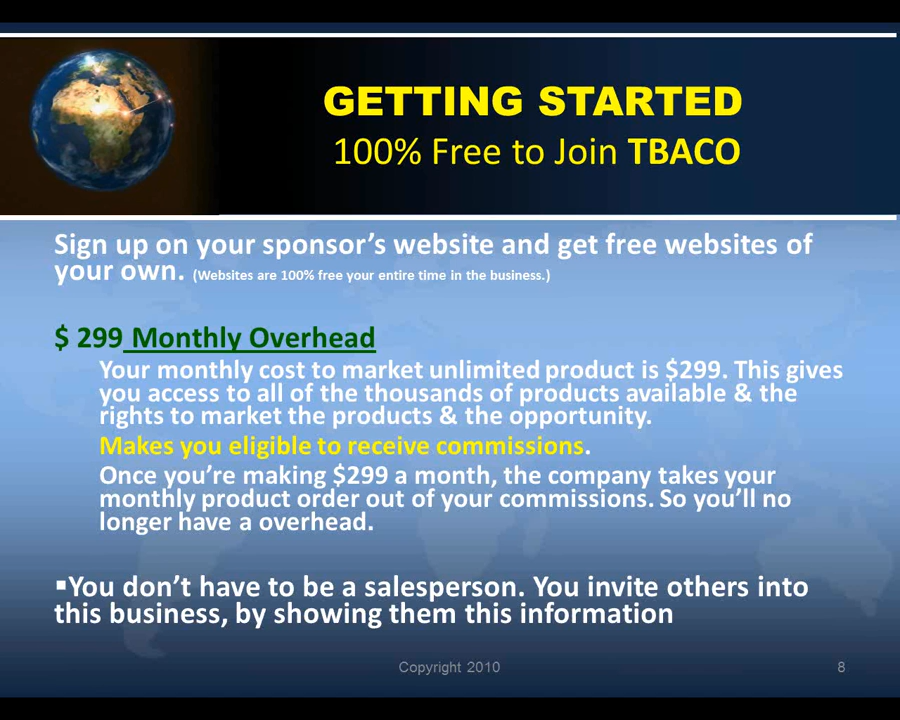 GETTING STARTED
100% Free to Join TBACO
Sign up on your sponsor’s website and get free websites of
your own. (Websites are 100% free your entire time in the business.)
$ 299 Monthly Overhead
Your monthly cost to market unlimited product is $299. This gives
you access to all of the thousands of products available & the
rights to market the products & the opportunity.
Makes you eligible to receive commissions.
Once you’re making $299 a month, the company takes your
monthly product order out of your commissions. So you’ll no
longer have a overhead.
▪You don’t have to be a salesperson. You invite others into
this business, by showing them this information
Copyright 2010
8